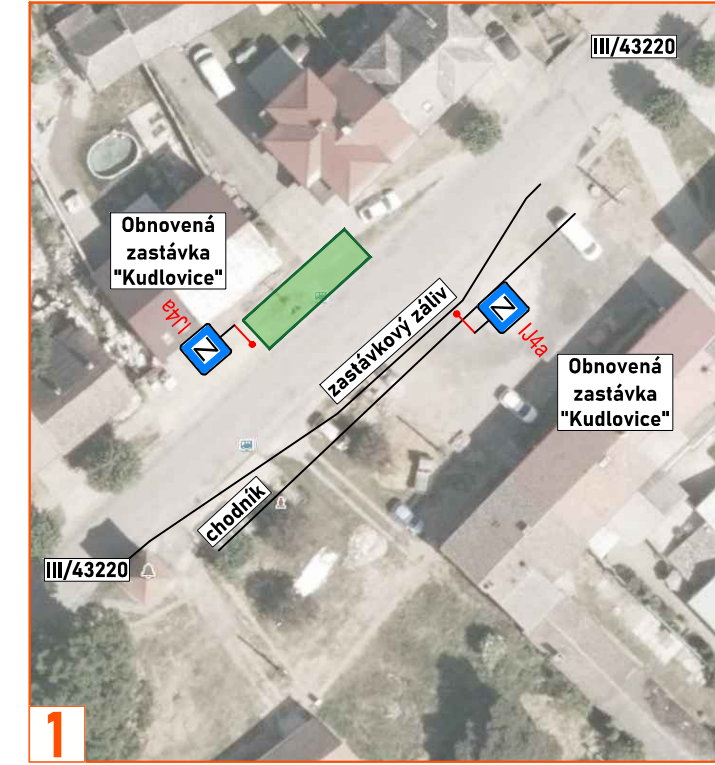 III/43220
Obnovená
zastávka
"Kudlovice"
IJ4a
N
zastávkový záliv
N
IJ4a
Obnovená
zastávka
"Kudlovice"
chodník
III/43220
1